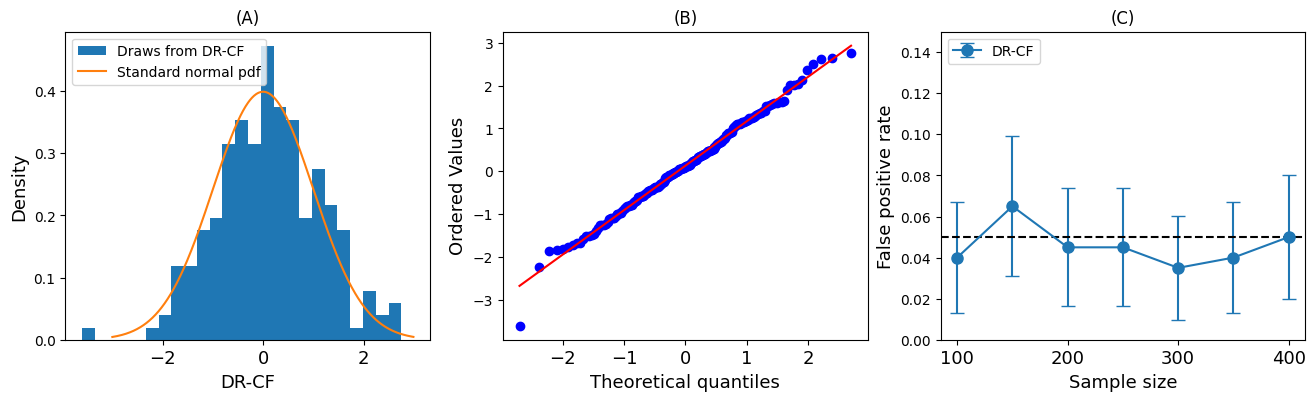 (A)
Draws from DR-CF
Standard normal pdf
Density
0.4
0.3
0.2
0.1
0.0
−2
0
2
DR-CF
(B)
Ordered Values
3
2
1
0
−1
−2
−3
−2
−1
0
1
2
Theoretical quantiles
(C)
DR-CF
False positive rate
0.14
0.12
0.10
0.08
0.06
0.04
0.02
0.00
100
200
300
400
Sample size